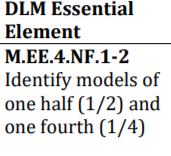 DLM Essential
Element
M.EE.4.NF.1-2
Identify models of
one half (1/2) and
one fourth (1/4)